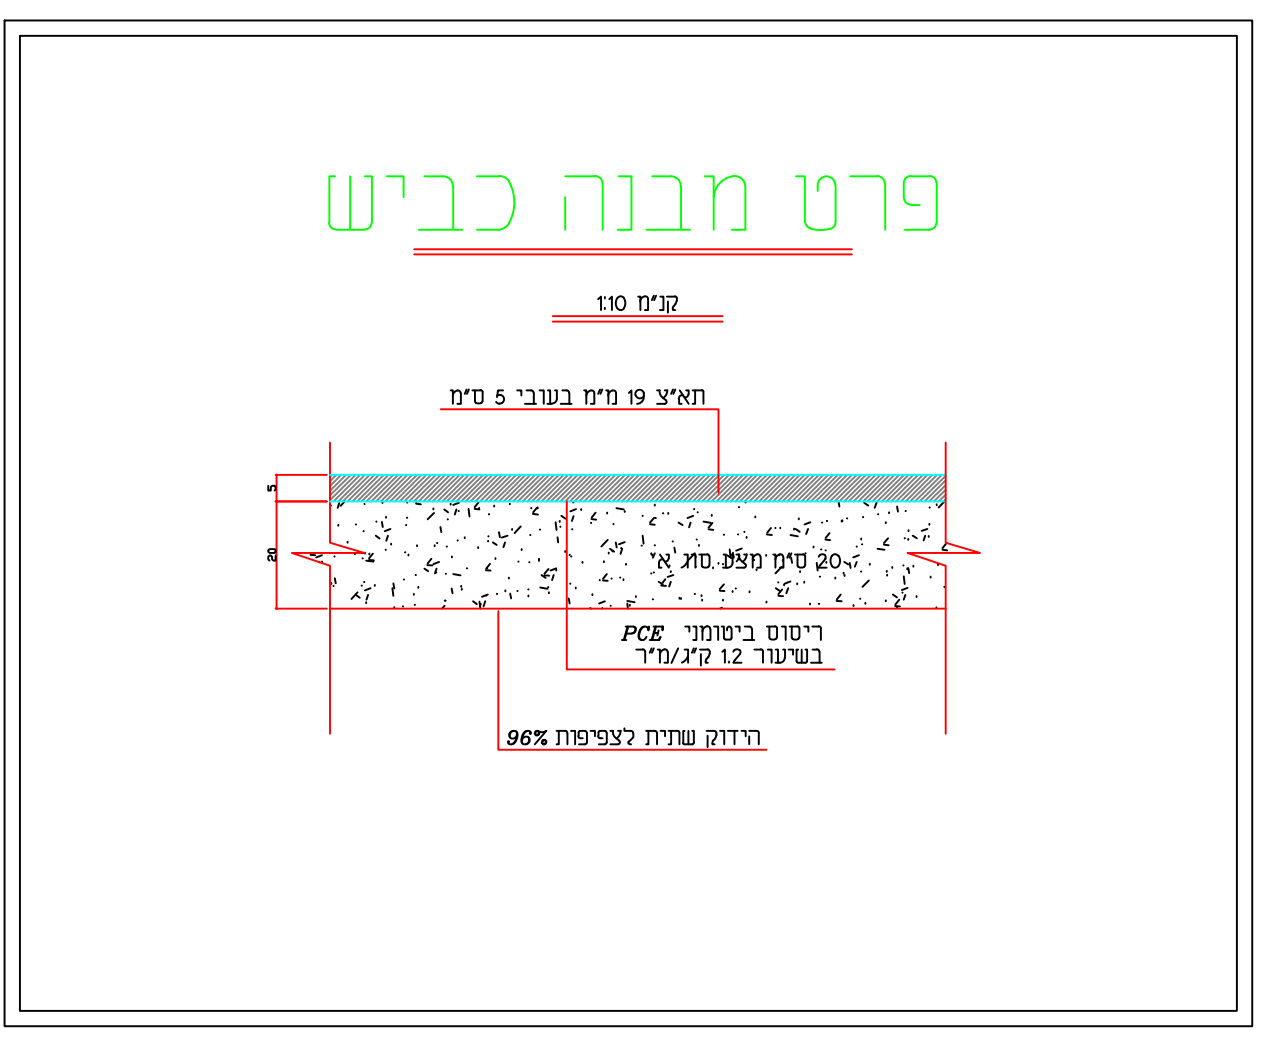 פרט מבנה כביש
קנ"מ 1:10
תא"צ 19 מ"מ בעובי 5 ס"מ
5
20
20 ס"מ מצע סוג א'
ריסוס ביטומני PCE
בשיעור 1.2 ק"ג/מ"ר
הידוק שתית לצפיפות 96%